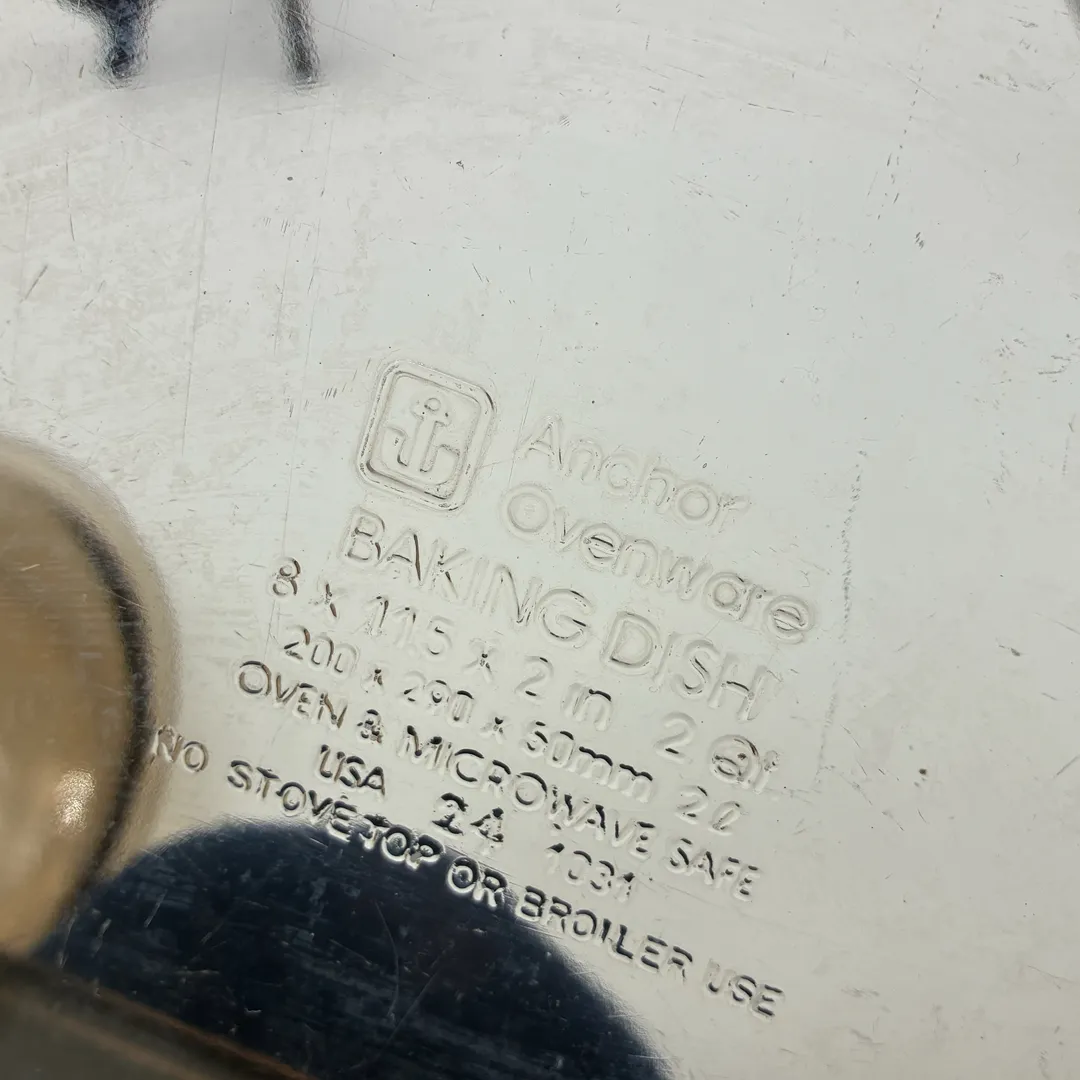 Anchor
Ovenware
BAKING DISH
8 x 11.5 x 2 in 2 qt
200 x 290 x 50mm 2ℓ
OVEN & MICROWAVE SAFE
USA 24 1031
NO STOVETOP OR BROILER USE